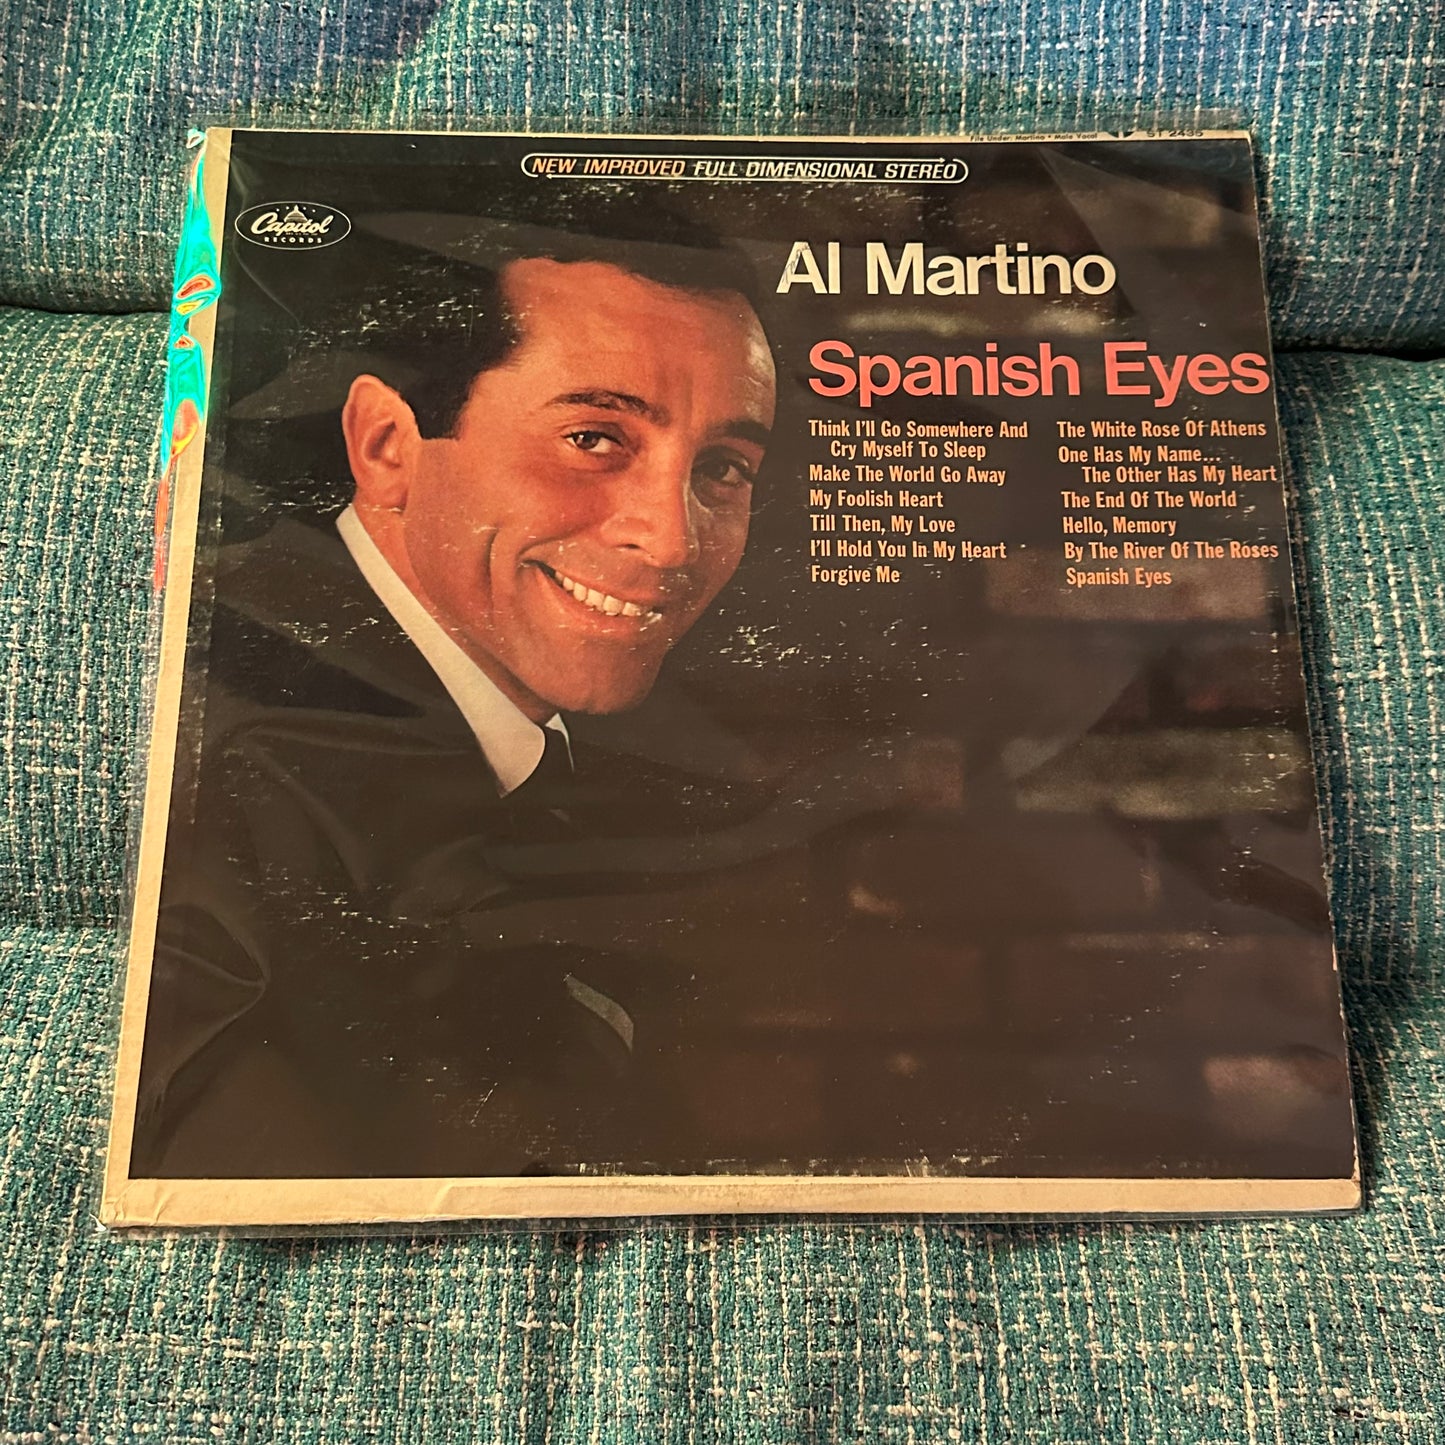 File Under: Martino • Male Vocal ST 2435
NEW IMPROVED FULL DIMENSIONAL STEREO
Capitol
RECORDS
Al Martino
Spanish Eyes
Think I'll Go Somewhere And
Cry Myself To Sleep
Make The World Go Away
My Foolish Heart
Till Then, My Love
I'll Hold You In My Heart
Forgive Me
The White Rose Of Athens
One Has My Name...
The Other Has My Heart
The End Of The World
Hello, Memory
By The River Of The Roses
Spanish Eyes